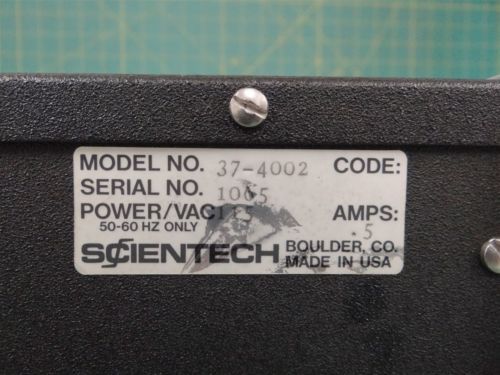 MODEL NO. 37-4002 CODE:
SERIAL NO. 1065
POWER/VAC 115 AMPS:
50-60 HZ ONLY .5
SCIENTECH BOULDER, CO.
MADE IN USA